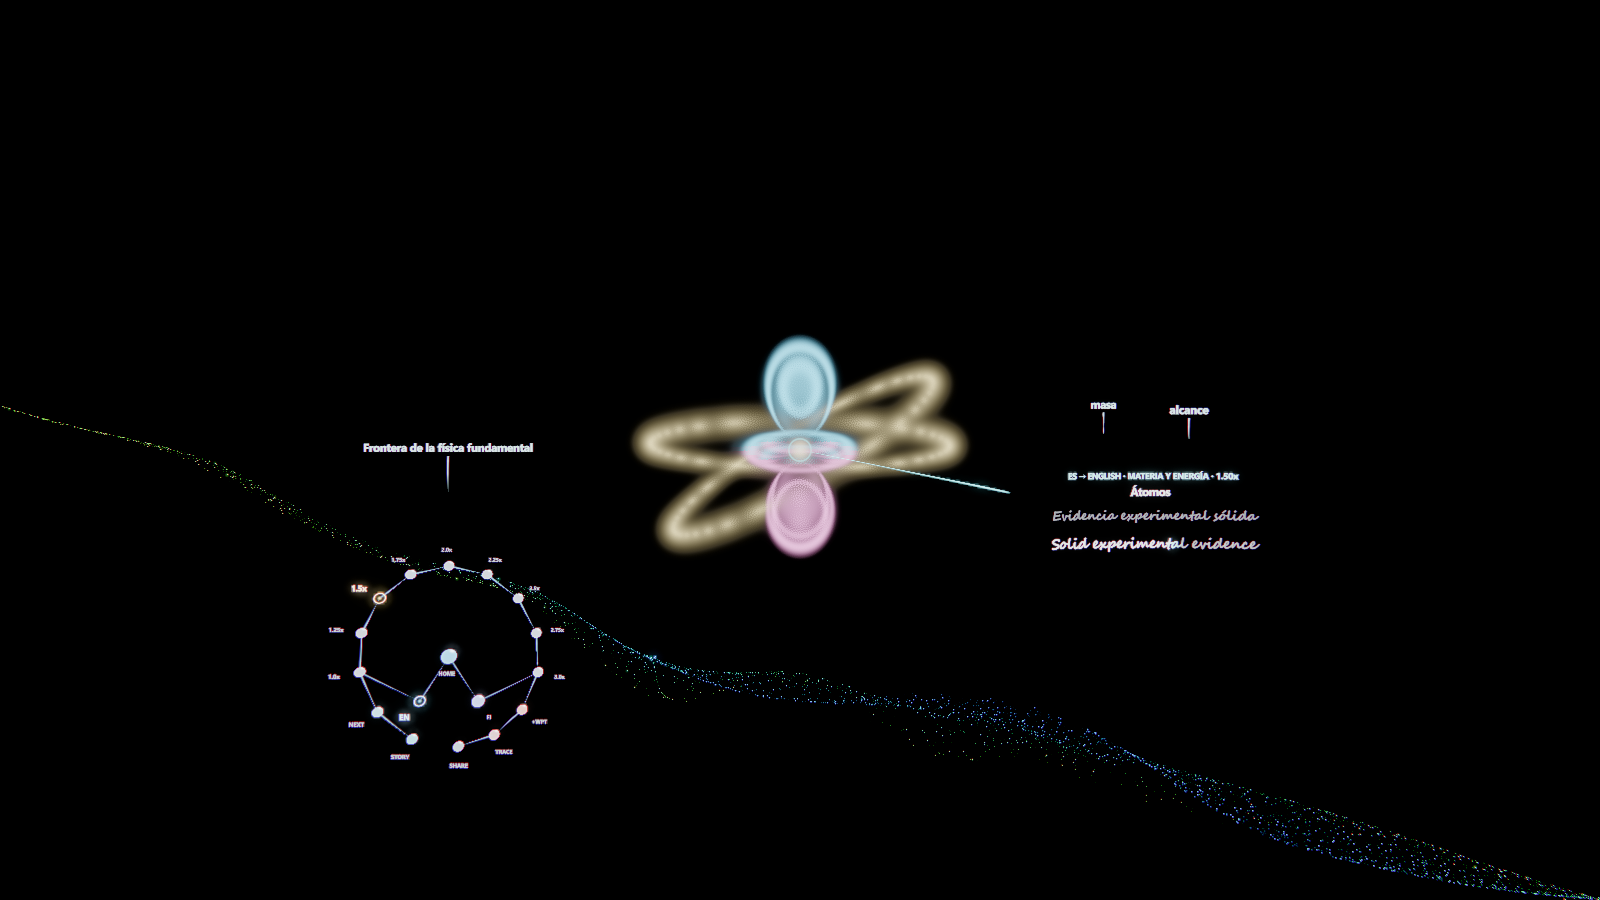 masa
alcance
Frontera de la física fundamental
ES → ENGLISH · MATERIA Y ENERGÍA · 1.50x
Átomos
Evidencia experimental sólida
Solid experimental evidence
2.0x
1.75x
2.25x
1.5x
2.5x
1.25x
2.75x
1.0x
HOME
3.0x
EN
FI
NEXT
+WPT
STORY
TRACE
SHARE